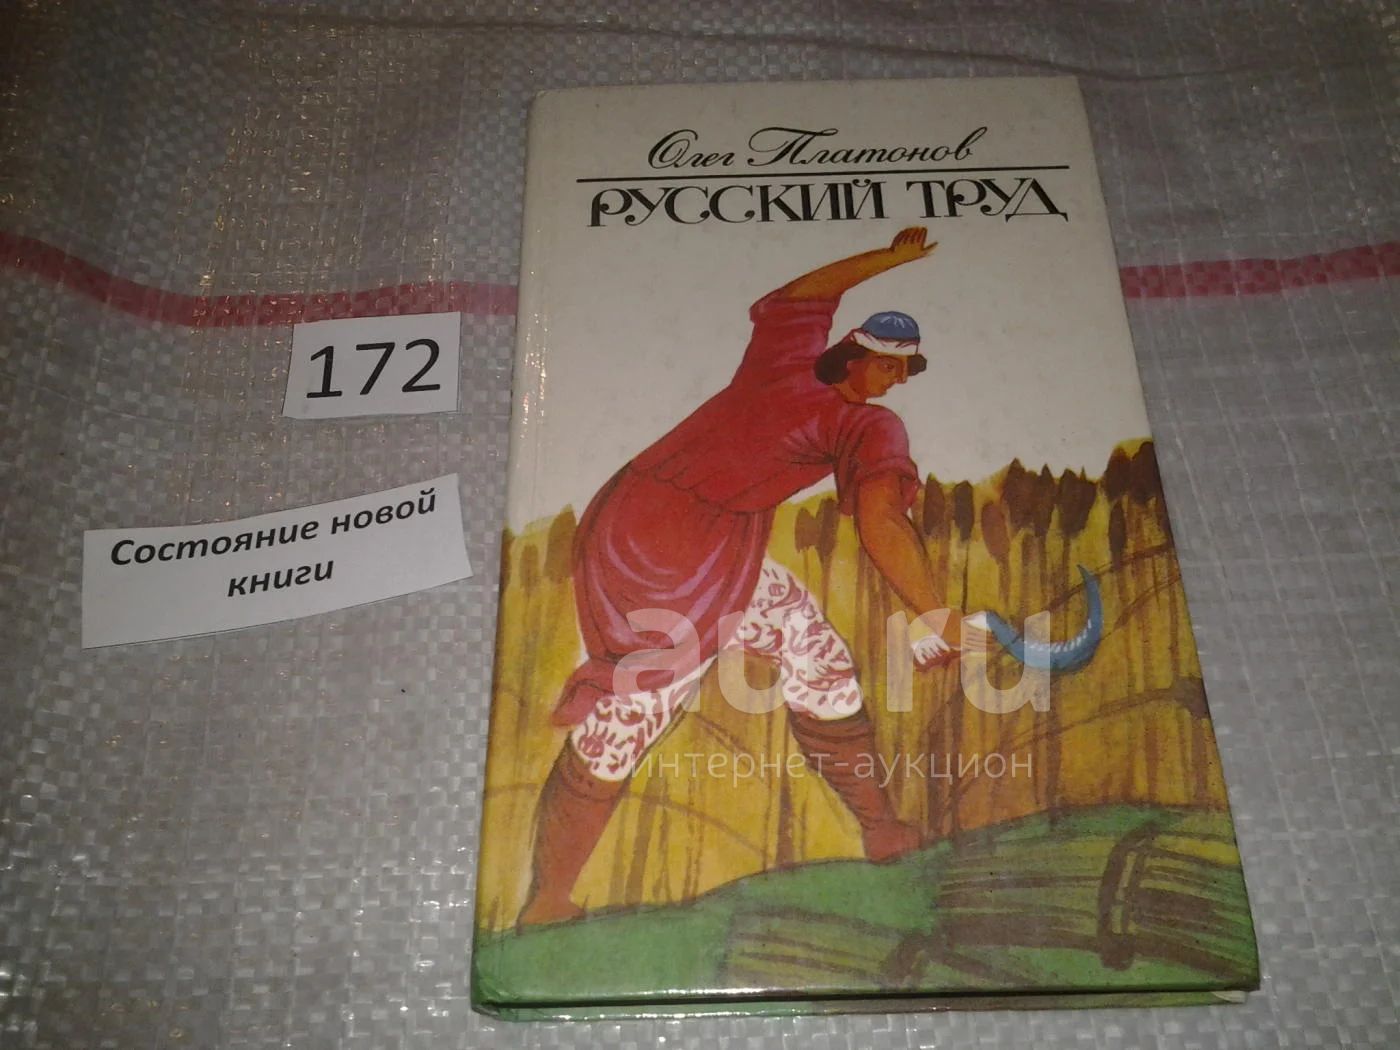 Олег Платонов
РУССКИЙ ТРУД
172
Состояние новой
книги
au.ru
интернет-аукцион